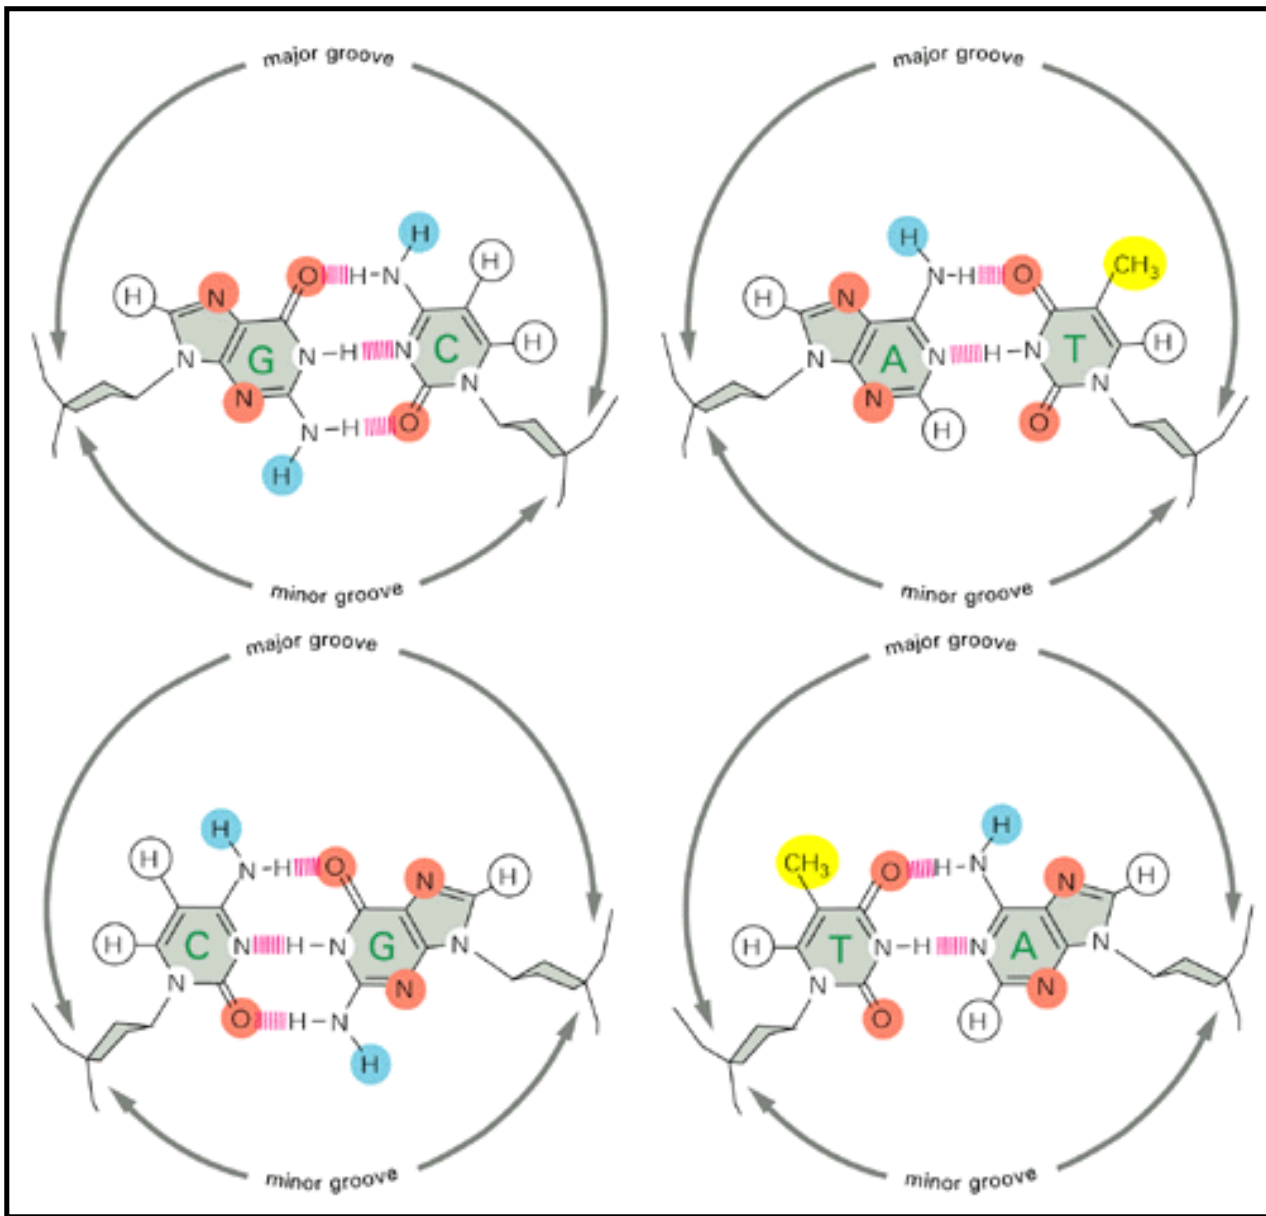 major groove
H
O H N H
H N
N G N H N C H
N N
N H O
H
minor groove
major groove
H
N H O CH₃
H N
N A N H N T H
N N
H O
minor groove
major groove
H
H N H O N H
H C N H N G N
N N
O H N
H
minor groove
major groove
H
CH₃ O H N N H
H T N H N A N
N N
O H
minor groove